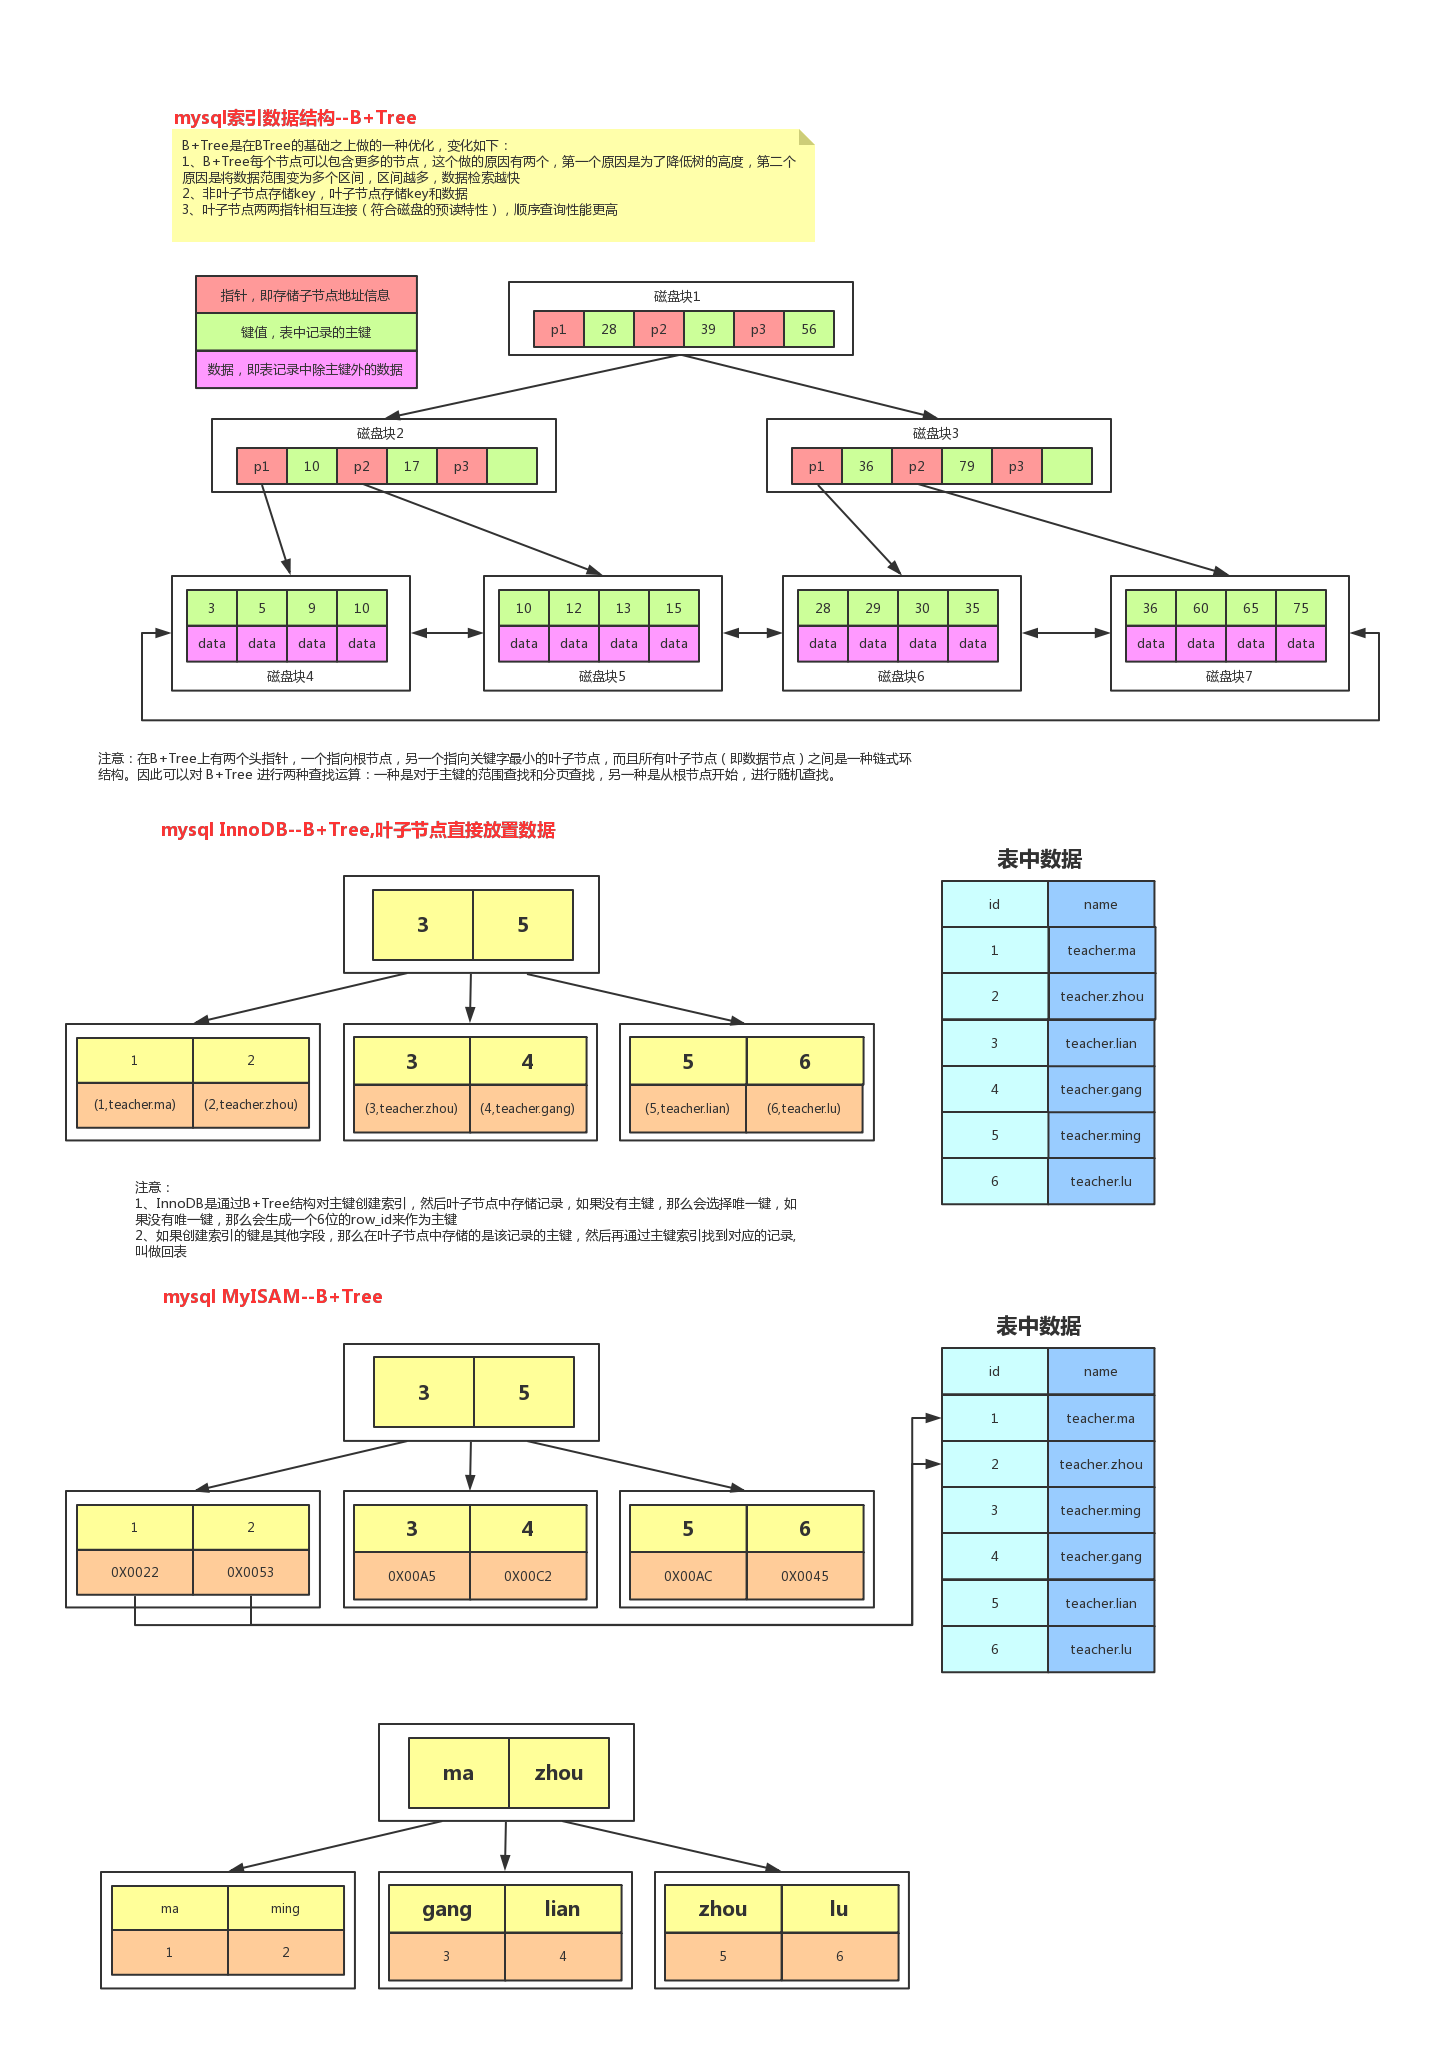 mysql索引数据结构--B+Tree
B+Tree是在BTree的基础之上做的一种优化，变化如下：
1、B+Tree每个节点可以包含更多的节点，这个做的原因有两个，第一个原因是为了降低树的高度，第二个
原因是将数据范围变为多个区间，区间越多，数据检索越快
2、非叶子节点存储key，叶子节点存储key和数据
3、叶子节点两两指针相互连接（符合磁盘的预读特性），顺序查询性能更高
指针，即存储子节点地址信息
键值，表中记录的主键
数据，即表记录中除主键外的数据
磁盘块1
p1 28 p2 39 p3 56
磁盘块2
p1 10 p2 17 p3
磁盘块3
p1 36 p2 79 p3
3 5 9 10
data data data data
磁盘块4
10 12 13 15
data data data data
磁盘块5
28 29 30 35
data data data data
磁盘块6
36 60 65 75
data data data data
磁盘块7
注意：在B+Tree上有两个头指针，一个指向根节点，另一个指向关键字最小的叶子节点，而且所有叶子节点（即数据节点）之间是一种链式环
结构。因此可以对 B+Tree 进行两种查找运算：一种是对于主键的范围查找和分页查找，另一种是从根节点开始，进行随机查找。
mysql InnoDB--B+Tree,叶子节点直接放置数据
3 5
1 2
(1,teacher.ma) (2,teacher.zhou)
3 4
(3,teacher.zhou) (4,teacher.gang)
5 6
(5,teacher.lian) (6,teacher.lu)
表中数据
id name
1 teacher.ma
2 teacher.zhou
3 teacher.lian
4 teacher.gang
5 teacher.ming
6 teacher.lu
注意：
1、InnoDB是通过B+Tree结构对主键创建索引，然后叶子节点中存储记录，如果没有主键，那么会选择唯一键，如
果没有唯一键，那么会生成一个6位的row_id来作为主键
2、如果创建索引的键是其他字段，那么在叶子节点中存储的是该记录的主键，然后再通过主键索引找到对应的记录,
叫做回表
mysql MyISAM--B+Tree
3 5
1 2
0X0022 0X0053
3 4
0X00A5 0X00C2
5 6
0X00AC 0X0045
表中数据
id name
1 teacher.ma
2 teacher.zhou
3 teacher.ming
4 teacher.gang
5 teacher.lian
6 teacher.lu
ma zhou
ma ming
1 2
gang lian
3 4
zhou lu
5 6